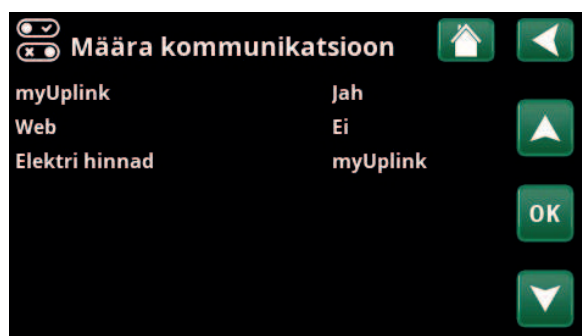 Määra kommunikatsioon
myUplink Jah
Web Ei
Elektri hinnad myUplink
OK